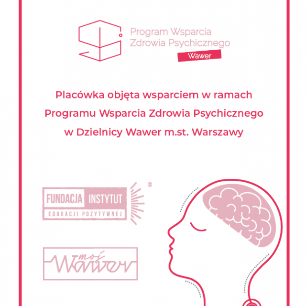 Program Wsparcia
Zdrowia Psychicznego
Wawer
Placówka objęta wsparciem w ramach
Programu Wsparcia Zdrowia Psychicznego
w Dzielnicy Wawer m.st. Warszawy
FUNDACJA INSTYTUT
EDUKACJI POZYTYWNEJ
®
mój
Wawer